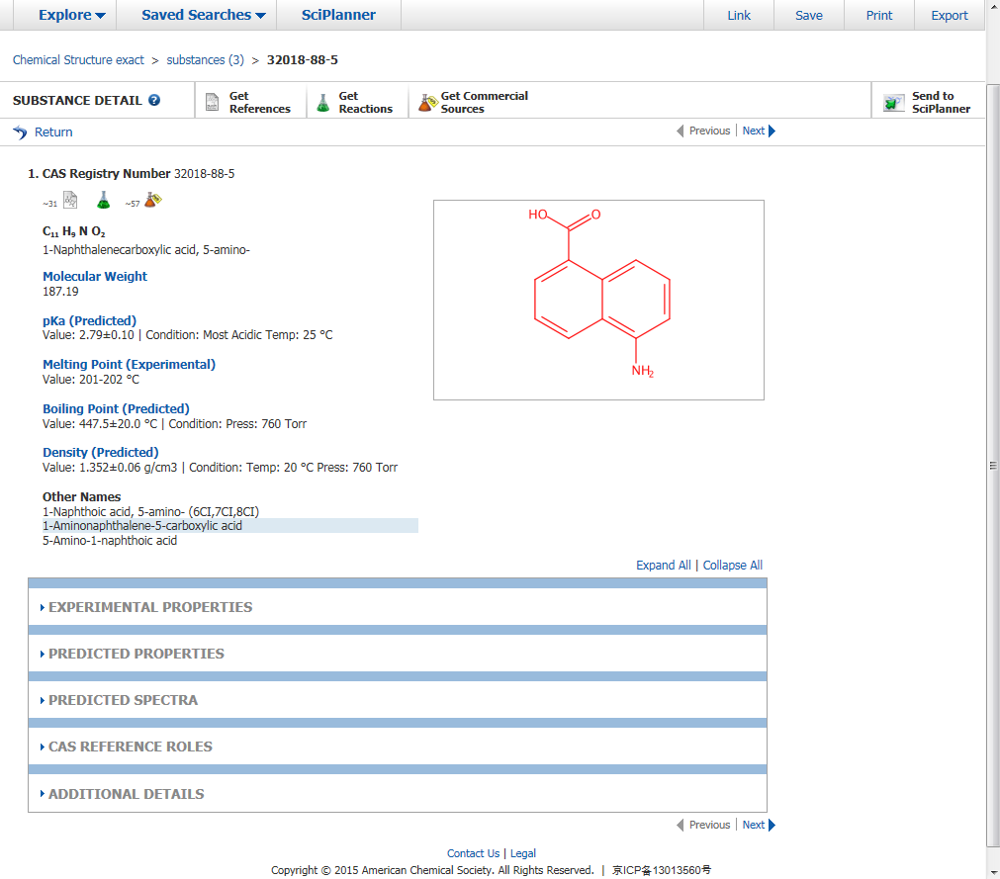 Explore Saved Searches SciPlanner Link Save Print Export
Chemical Structure exact > substances (3) > 32018-88-5
SUBSTANCE DETAIL ?
Get References
Get Reactions
Get Commercial Sources
Send to SciPlanner
Return
Previous | Next
1. CAS Registry Number 32018-88-5
~31 ~57
C₁₁ H₉ N O₂
1-Naphthalenecarboxylic acid, 5-amino-
Molecular Weight
187.19
pKa (Predicted)
Value: 2.79±0.10 | Condition: Most Acidic Temp: 25 °C
Melting Point (Experimental)
Value: 201-202 °C
Boiling Point (Predicted)
Value: 447.5±20.0 °C | Condition: Press: 760 Torr
Density (Predicted)
Value: 1.352±0.06 g/cm3 | Condition: Temp: 20 °C Press: 760 Torr
Other Names
1-Naphthoic acid, 5-amino- (6CI,7CI,8CI)
1-Aminonaphthalene-5-carboxylic acid
5-Amino-1-naphthoic acid
HO O
NH₂
Expand All | Collapse All
EXPERIMENTAL PROPERTIES
PREDICTED PROPERTIES
PREDICTED SPECTRA
CAS REFERENCE ROLES
ADDITIONAL DETAILS
Previous | Next
Contact Us | Legal
Copyright © 2015 American Chemical Society. All Rights Reserved. | 京ICP备13013560号